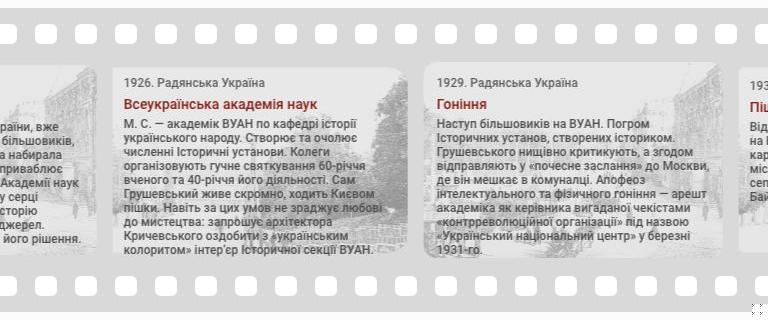 раїни, вже
більшовиків,
а набирала
приваблює
Академії наук
у серці
сторію
джерел.
його рішення.
1926. Радянська Україна
Всеукраїнська академія наук
М. С. — академік ВУАН по кафедрі історії
українського народу. Створює та очолює
численні Історичні установи. Колеги
організовують гучне святкування 60-річчя
вченого та 40-річчя його діяльності. Сам
Грушевський живе скромно, ходить Києвом
пішки. Навіть за цих умов не зраджує любові
до мистецтва: запрошує архітектора
Кричевського оздобити з «українським
колоритом» інтер'єр Історичної секції ВУАН.
1929. Радянська Україна
Гоніння
Наступ більшовиків на ВУАН. Погром
Історичних установ, створених істориком.
Грушевського нищівно критикують, а згодом
відправляють у «почесне заслання» до Москви,
де він мешкає в комуналці. Апофеоз
інтелектуального та фізичного гоніння — арешт
академіка як керівника вигаданої чекістами
«контрреволюційної організації» під назвою
«Український національний центр» у березні
1931-го.
193
Піш
Від
на І
кар
міс
сеп
Бай